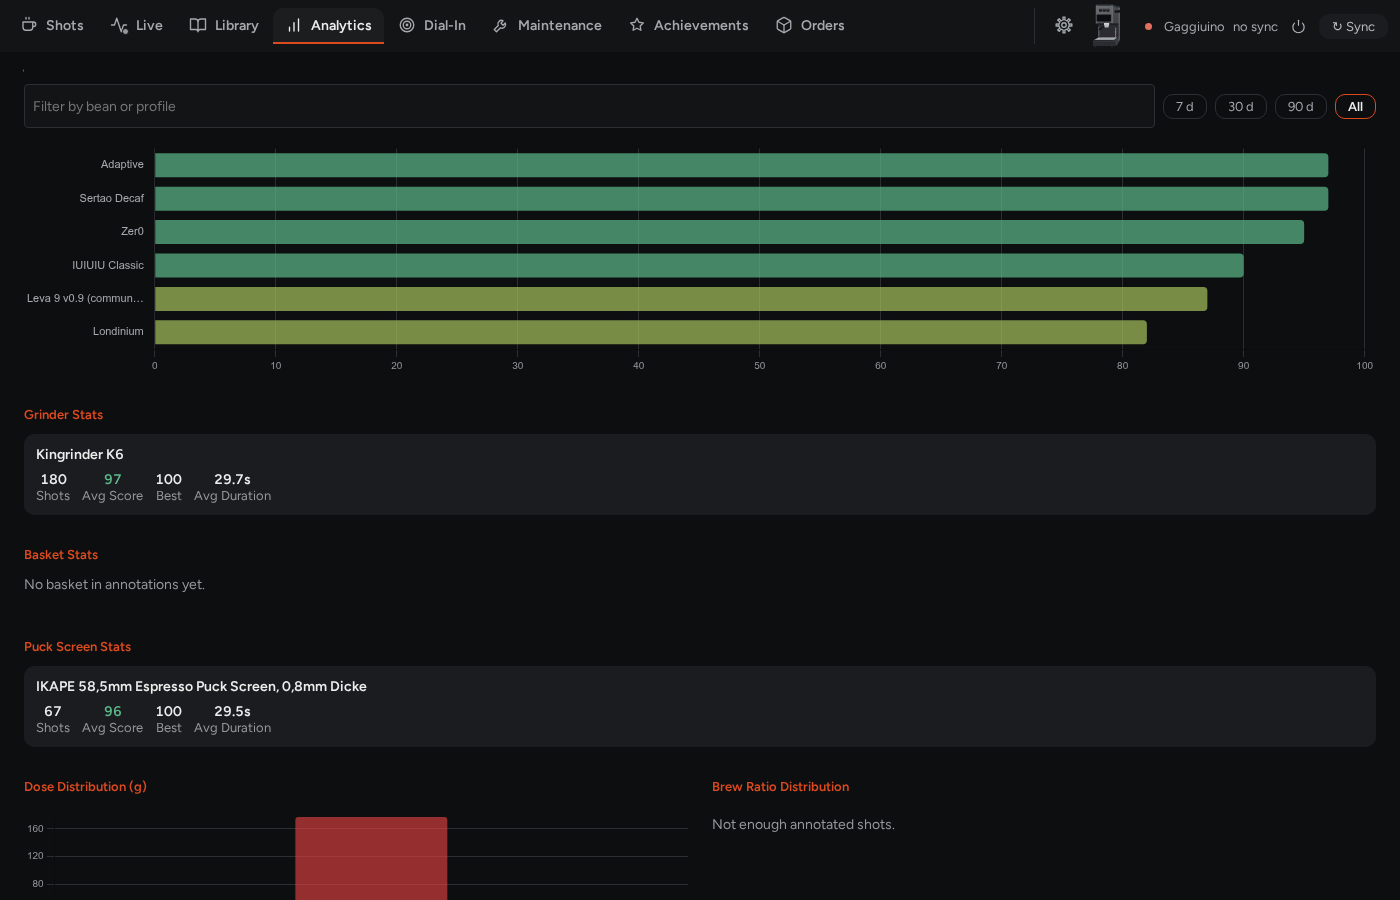 Shots Live Library Analytics Dial-In Maintenance Achievements Orders Gaggiuino no sync ↻ Sync
Filter by bean or profile 7 d 30 d 90 d All
Adaptive
Sertao Decaf
Zer0
IUIUIU Classic
Leva 9 v0.9 (commun...
Londinium
0 10 20 30 40 50 60 70 80 90 100
Grinder Stats
Kingrinder K6
180 97 100 29.7s
Shots Avg Score Best Avg Duration
Basket Stats
No basket in annotations yet.
Puck Screen Stats
IKAPE 58,5mm Espresso Puck Screen, 0,8mm Dicke
67 96 100 29.5s
Shots Avg Score Best Avg Duration
Dose Distribution (g) Brew Ratio Distribution
Not enough annotated shots.
160
120
80